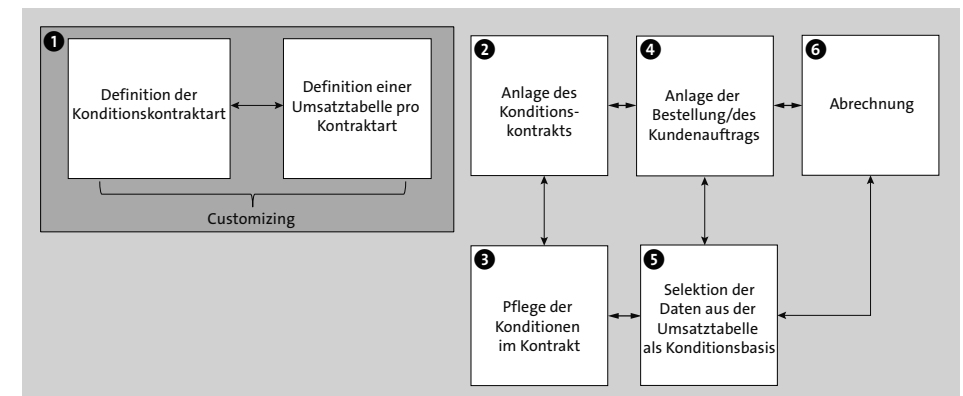 1
Definition der
Konditionskontraktart
Definition einer
Umsatztabelle pro
Kontraktart
Customizing
2
Anlage des
Konditions-
kontrakts
4
Anlage der
Bestellung/des
Kundenauftrags
6
Abrechnung
3
Pflege der
Konditionen
im Kontrakt
5
Selektion der
Daten aus der
Umsatztabelle
als Konditionsbasis